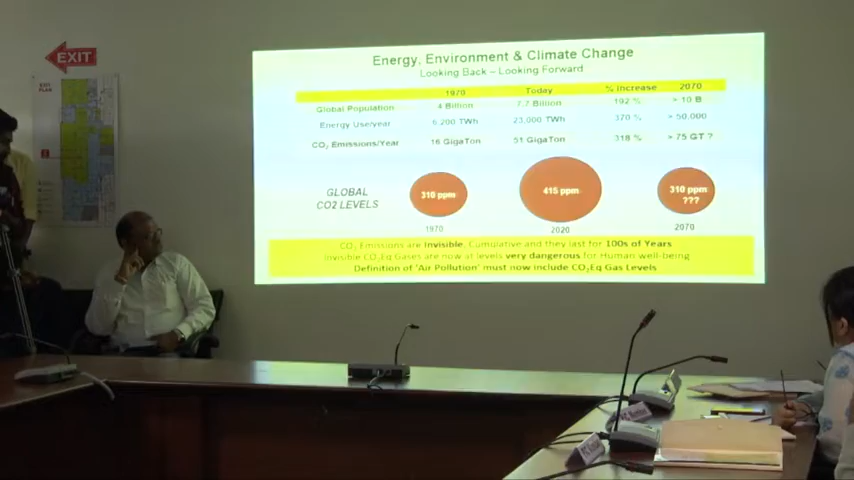 EXIT
EXIT PLAN
Energy, Environment & Climate Change
Looking Back – Looking Forward
1970 Today % Increase 2070
Global Population 4 Billion 7.7 Billion 192 % > 10 B
Energy Use/year 6,200 TWh 23,000 TWh 370 % > 50,000
CO2 Emissions/Year 16 GigaTon 51 GigaTon 318 % > 75 GT ?
GLOBAL
CO2 LEVELS
310 ppm
1970
415 ppm
2020
310 ppm
???
2070
CO2 Emissions are Invisible, Cumulative and they last for 100s of Years
Invisible CO2Eq Gases are now at levels very dangerous for Human well-being
Definition of 'Air Pollution' must now include CO2Eq Gas Levels